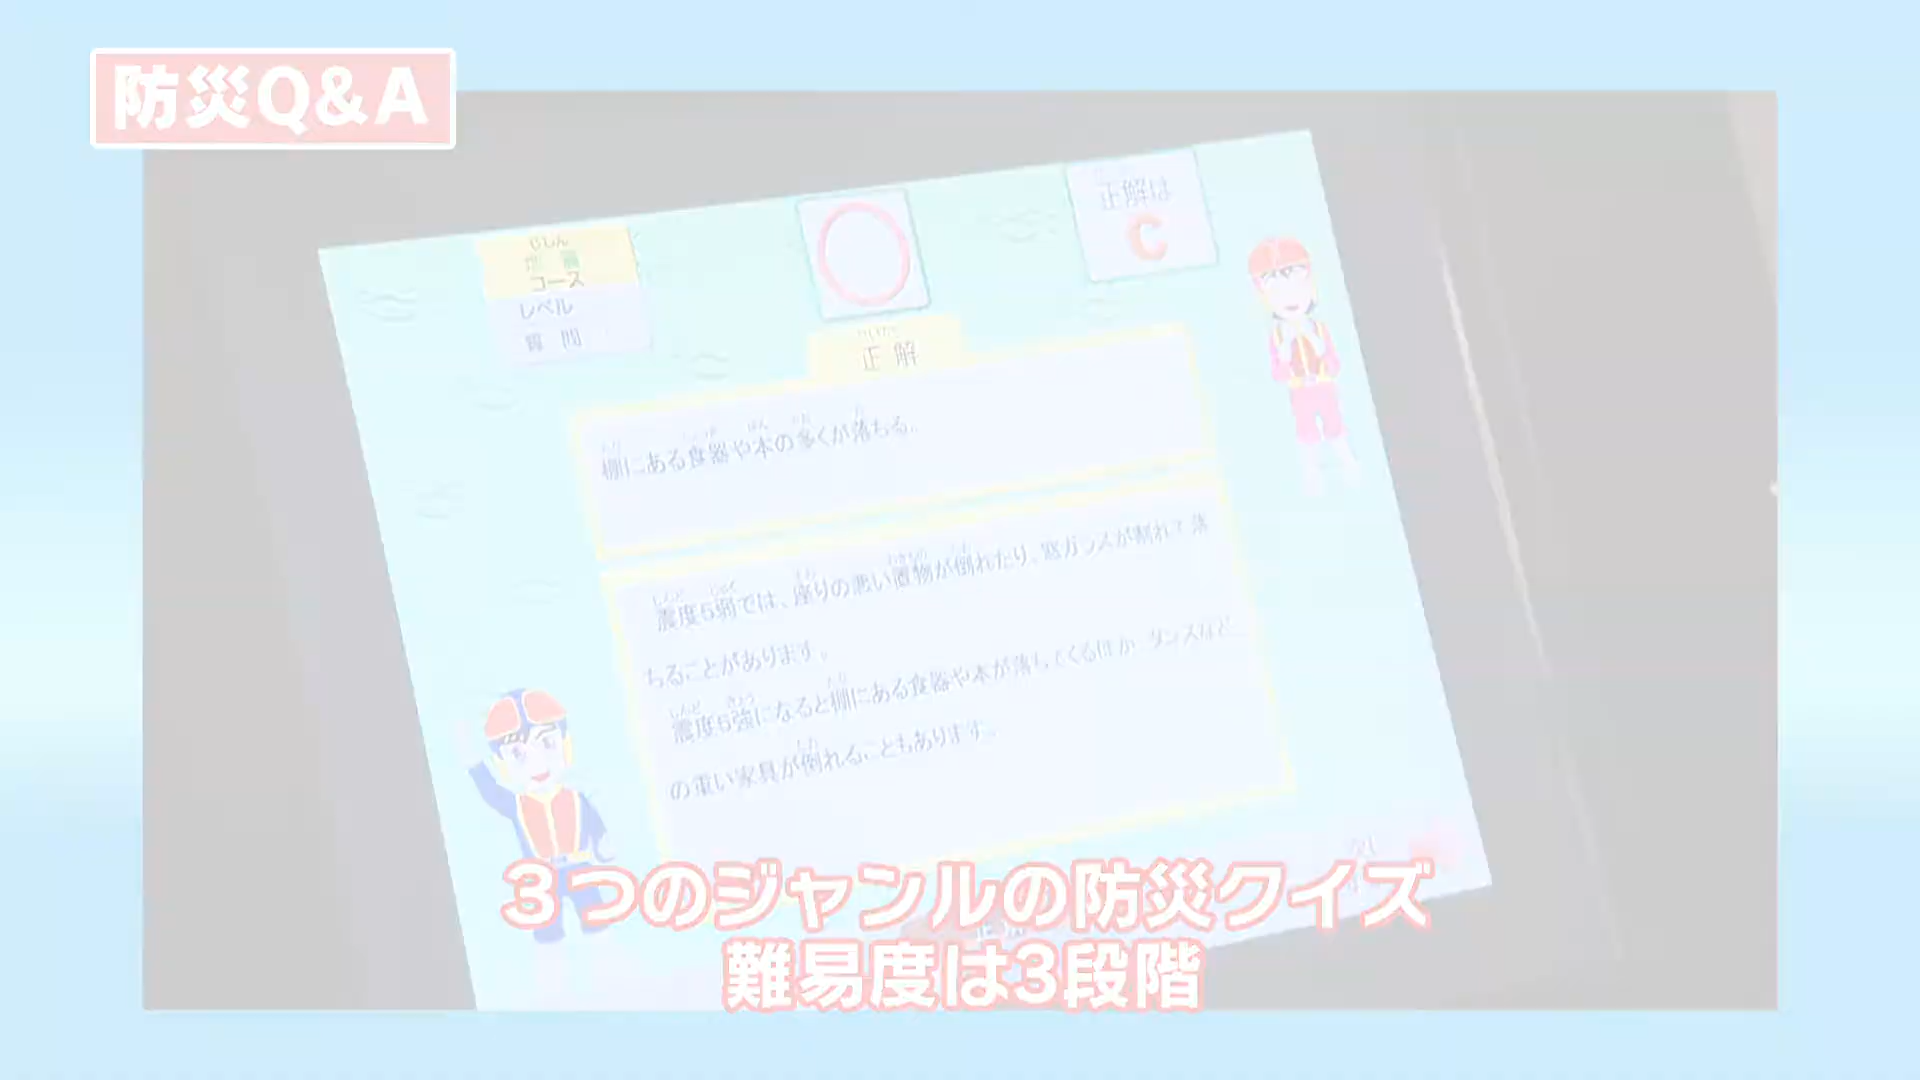 防災Q&A
正解は
C
じしん
地震
コース
レベル
質問
正解
棚にある食器や本の多くが落ちる。
震度5弱では、座りの悪い置物が倒れたり、窓ガラスが割れて落
ちることがあります。
震度5強になると棚にある食器や本が落ちてくるほか タンスなど
の重い家具が倒れることもあります。
3つのジャンルの防災クイズ
難易度は3段階